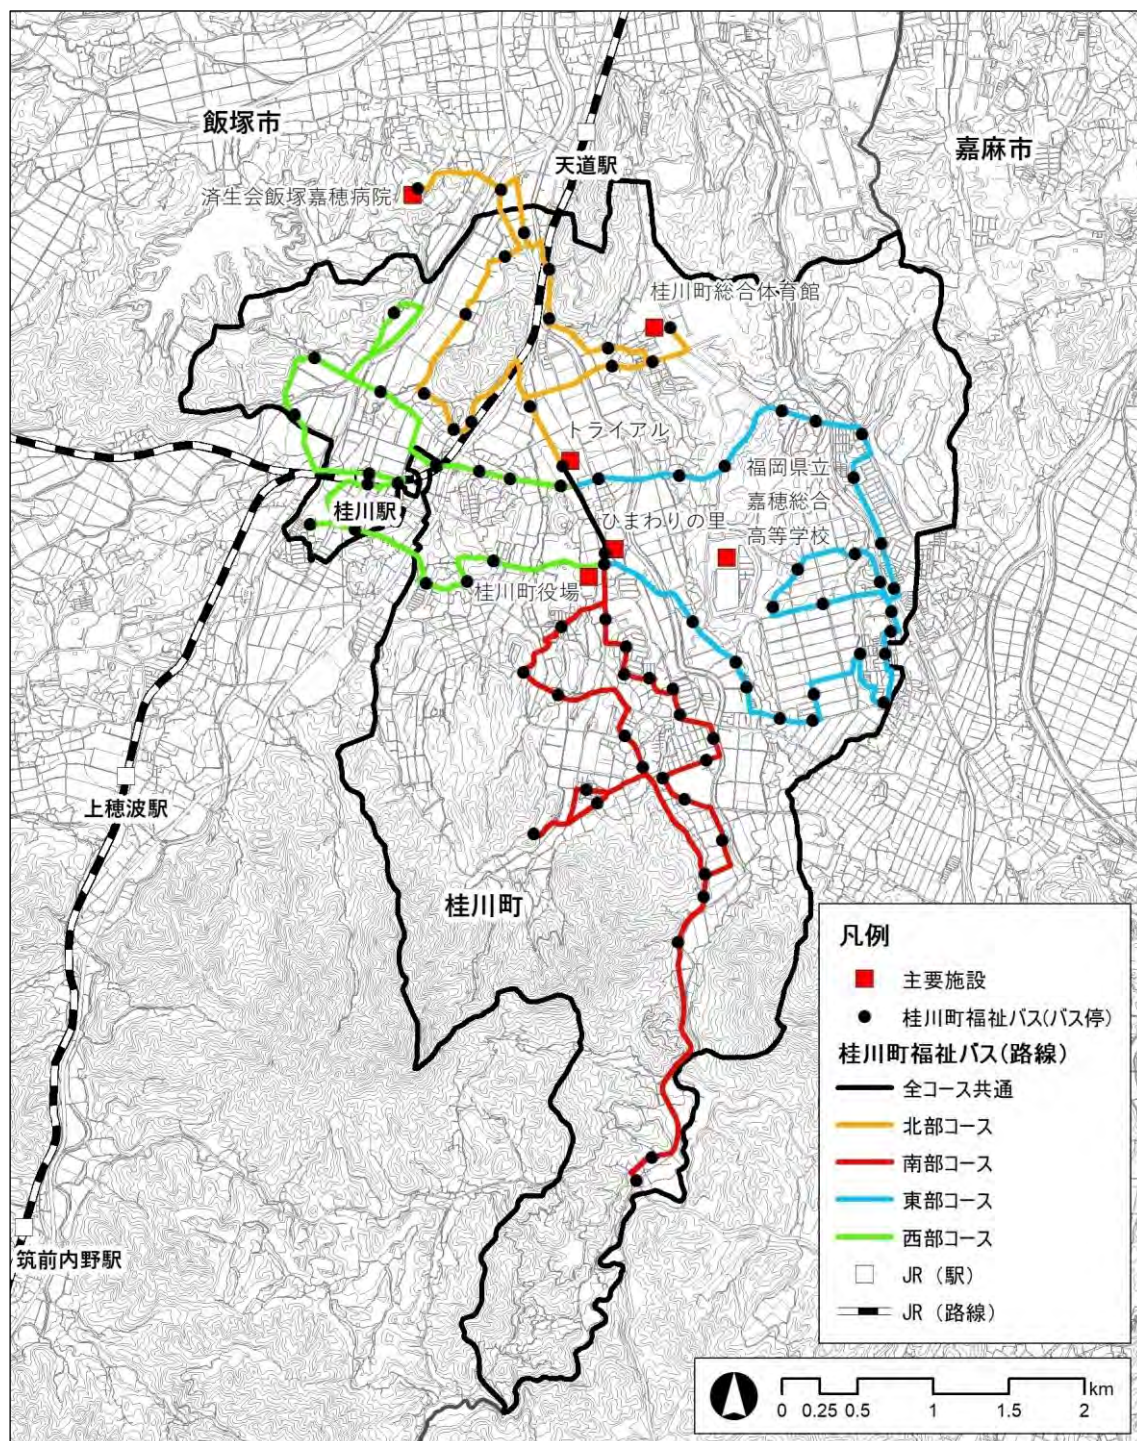 飯塚市
嘉麻市
天道駅
済生会飯塚嘉穂病院
桂川町総合体育館
トライアル
福岡県立
嘉穂総合
高等学校
ひまわりの里
桂川駅
桂川町役場
上穂波駅
桂川町
筑前内野駅
凡例
主要施設
桂川町福祉バス(バス停)
桂川町福祉バス(路線)
全コース共通
北部コース
南部コース
東部コース
西部コース
JR (駅)
JR (路線)
km
0 0.25 0.5 1 1.5 2